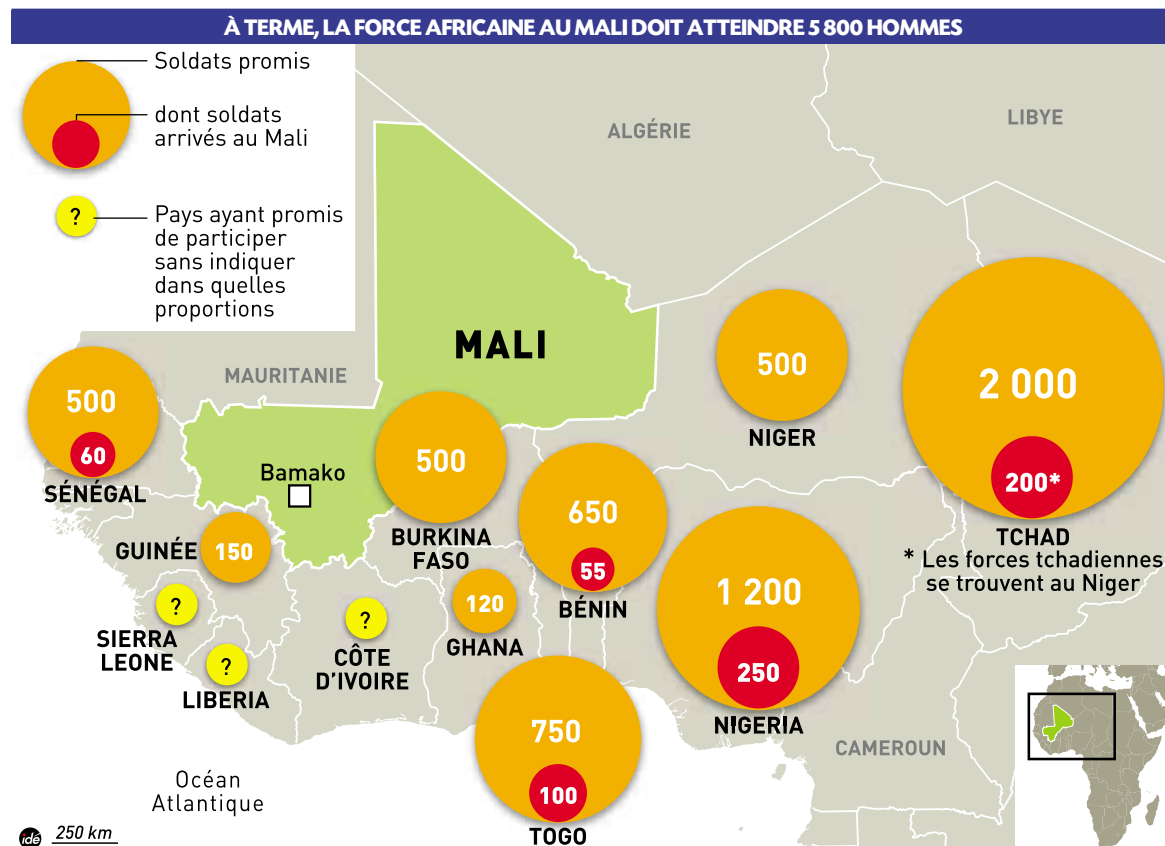 À TERME, LA FORCE AFRICAINE AU MALI DOIT ATTEINDRE 5 800 HOMMES
Soldats promis
dont soldats
arrivés au Mali
?
Pays ayant promis
de participer
sans indiquer
dans quelles
proportions
ALGÉRIE
LIBYE
MALI
MAURITANIE
500
60
SÉNÉGAL
Bamako
500
BURKINA
FASO
500
NIGER
2 000
200*
TCHAD
* Les forces tchadiennes
se trouvent au Niger
GUINÉE
150
650
55
BÉNIN
1 200
250
NIGERIA
?
SIERRA
LEONE
?
LIBERIA
?
CÔTE
D'IVOIRE
120
GHANA
750
100
TOGO
CAMEROUN
Océan
Atlantique
idé
250 km